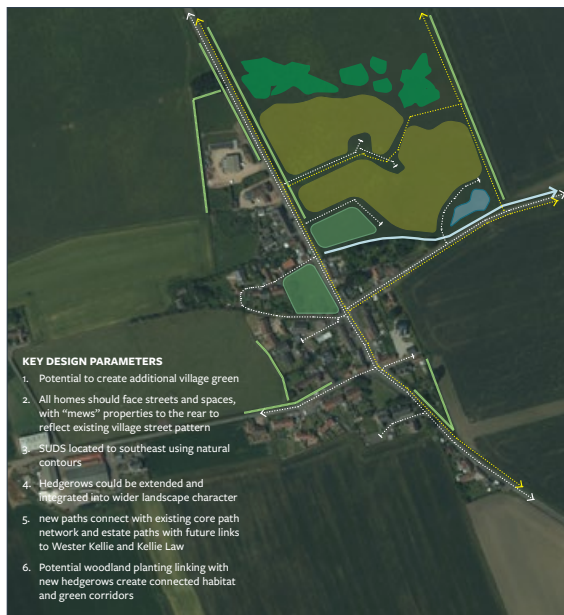 KEY DESIGN PARAMETERS
1. Potential to create additional village green
2. All homes should face streets and spaces,
with “mews” properties to the rear to
reflect existing village street pattern
3. SUDS located to southeast using natural
contours
4. Hedgerows could be extended and
integrated into wider landscape character
5. new paths connect with existing core path
network and estate paths with future links
to Wester Kellie and Kellie Law
6. Potential woodland planting linking with
new hedgerows create connected habitat
and green corridors